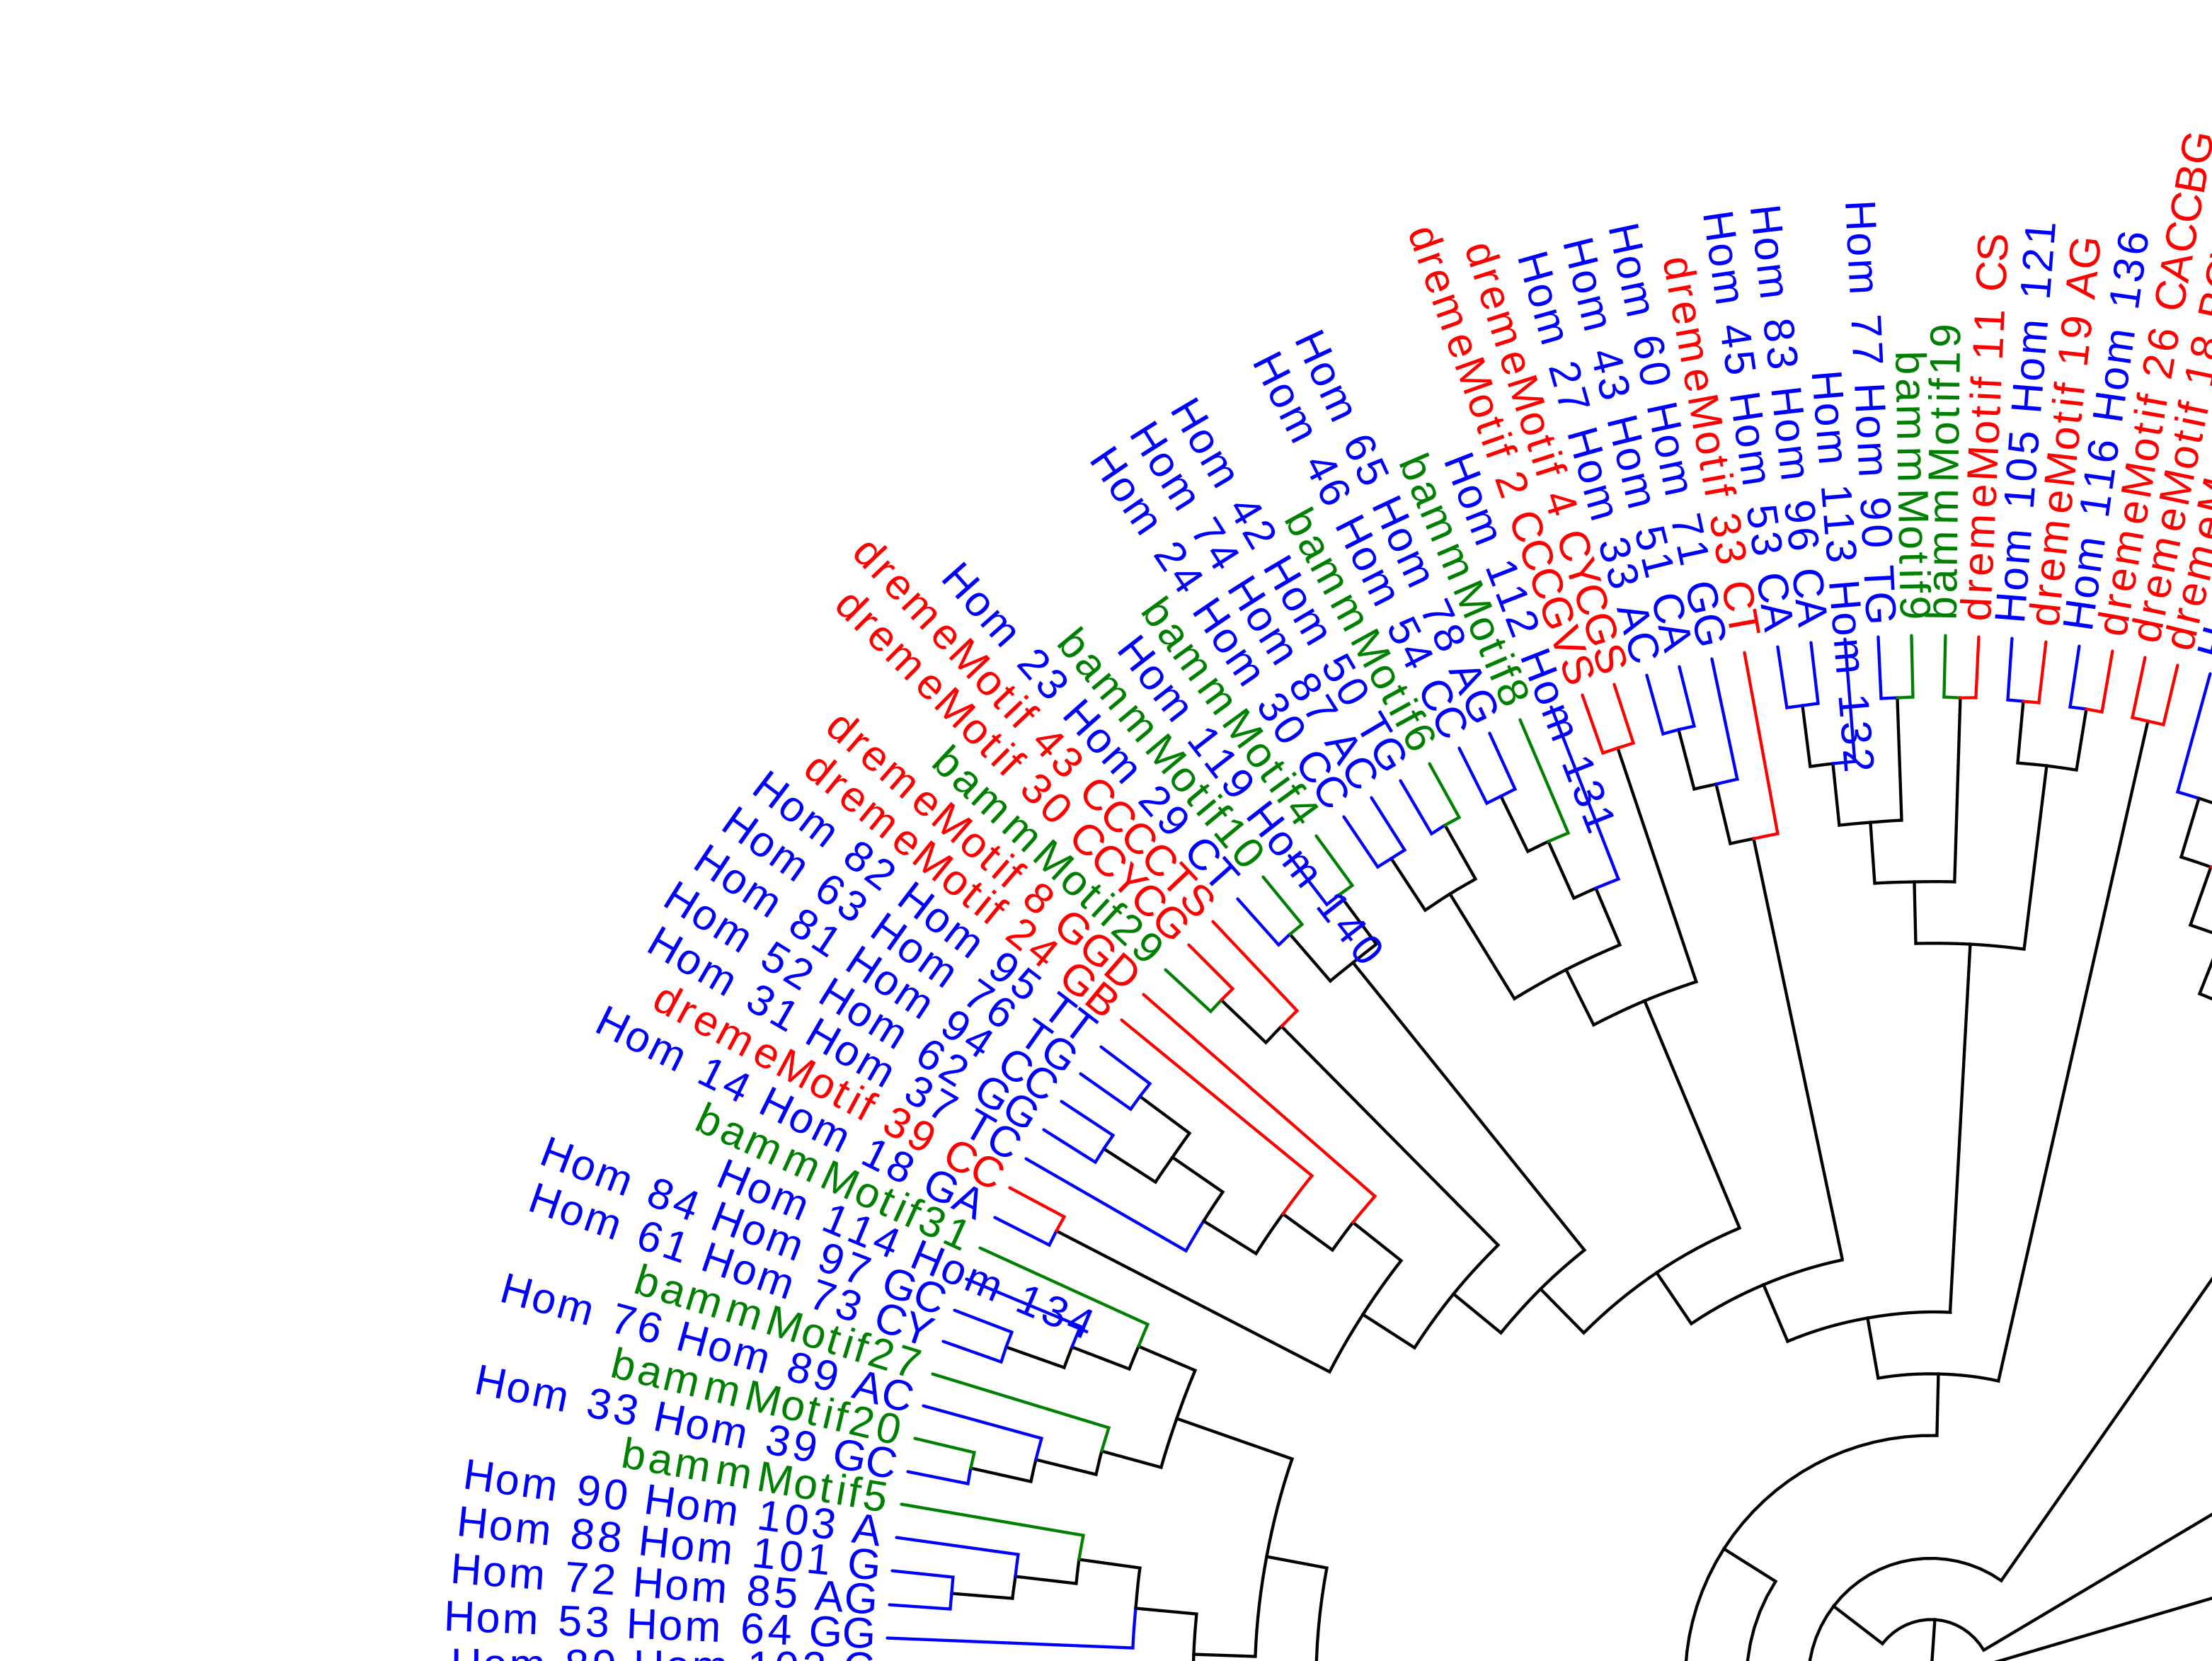 Hom 53 Hom 64 GG
Hom 72 Hom 85 AG
Hom 88 Hom 101 G
Hom 90 Hom 103 A
bammMotif5
Hom 33 Hom 39 GC
bammMotif20
Hom 76 Hom 89 AC
bammMotif27
Hom 61 Hom 73 CY
Hom 84 Hom 97 GC
Hom 114 Hom 134
bammMotif31
Hom 14 Hom 18 GA
dremeMotif 39 CC
Hom 31 Hom 37 TC
Hom 52 Hom 62 GG
Hom 81 Hom 94 CC
Hom 63 Hom 76 TG
Hom 82 Hom 95 TT
dremeMotif 24 GB
dremeMotif 8 GGD
bammMotif29
dremeMotif 30 CCYCG
dremeMotif 43 CCCCTS
Hom 23 Hom 29 CT
bammMotif10
Hom 119 Hom 140
bammMotif4
Hom 24 Hom 30 CC
Hom 74 Hom 87 AC
Hom 42 Hom 50 TG
bammMotif6
Hom 46 Hom 54 CC
Hom 65 Hom 78 AG
bammMotif8
Hom 112 Hom 131
dremeMotif 2 CCCGVS
dremeMotif 4 CYCGS
Hom 27 Hom 33 AC
Hom 43 Hom 51 CA
Hom 60 Hom 71 GG
dremeMotif 33 CT
Hom 45 Hom 53 CA
Hom 83 Hom 96 CA
Hom 113 Hom 132
Hom 77 Hom 90 TG
bammMotif9
bammMotif19
dremeMotif 11 CS
Hom 105 Hom 121
dremeMotif 19 AG
Hom 116 Hom 136
dremeMotif 26 CACCBG
dremeMotif 18